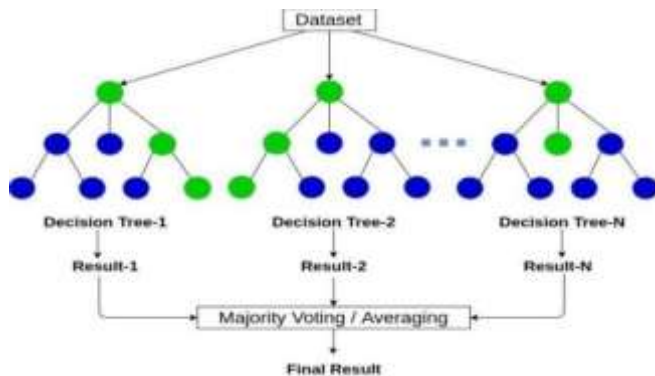 Dataset
Decision Tree-1 Decision Tree-2 Decision Tree-N
Result-1 Result-2 Result-N
Majority Voting / Averaging
Final Result